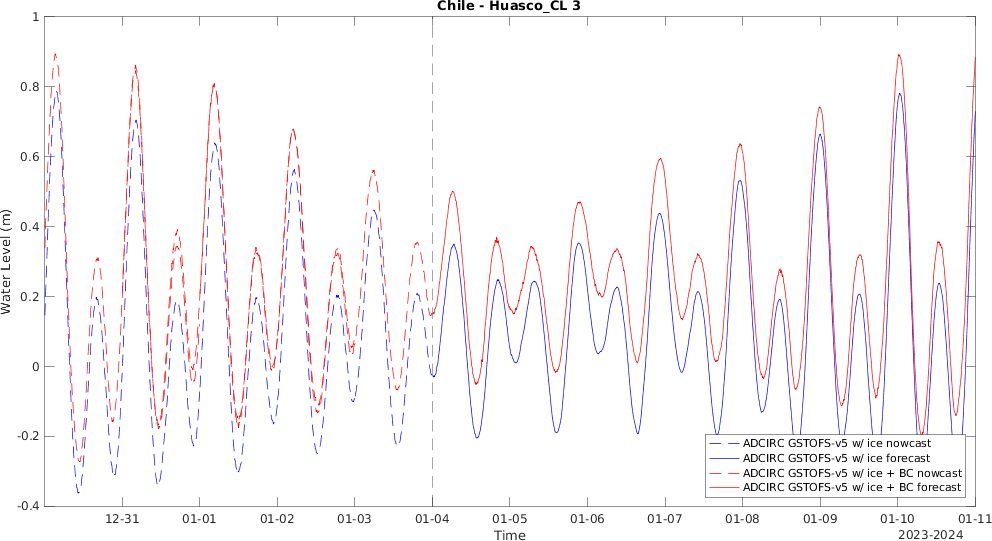 Chile - Huasco_CL 3
Water Level (m)
1
0.8
0.6
0.4
0.2
0
-0.2
-0.4
ADCIRC GSTOFS-v5 w/ ice nowcast
ADCIRC GSTOFS-v5 w/ ice forecast
ADCIRC GSTOFS-v5 w/ ice + BC nowcast
ADCIRC GSTOFS-v5 w/ ice + BC forecast
12-31 01-01 01-02 01-03 01-04 01-05 01-06 01-07 01-08 01-09 01-10 01-11
Time
2023-2024